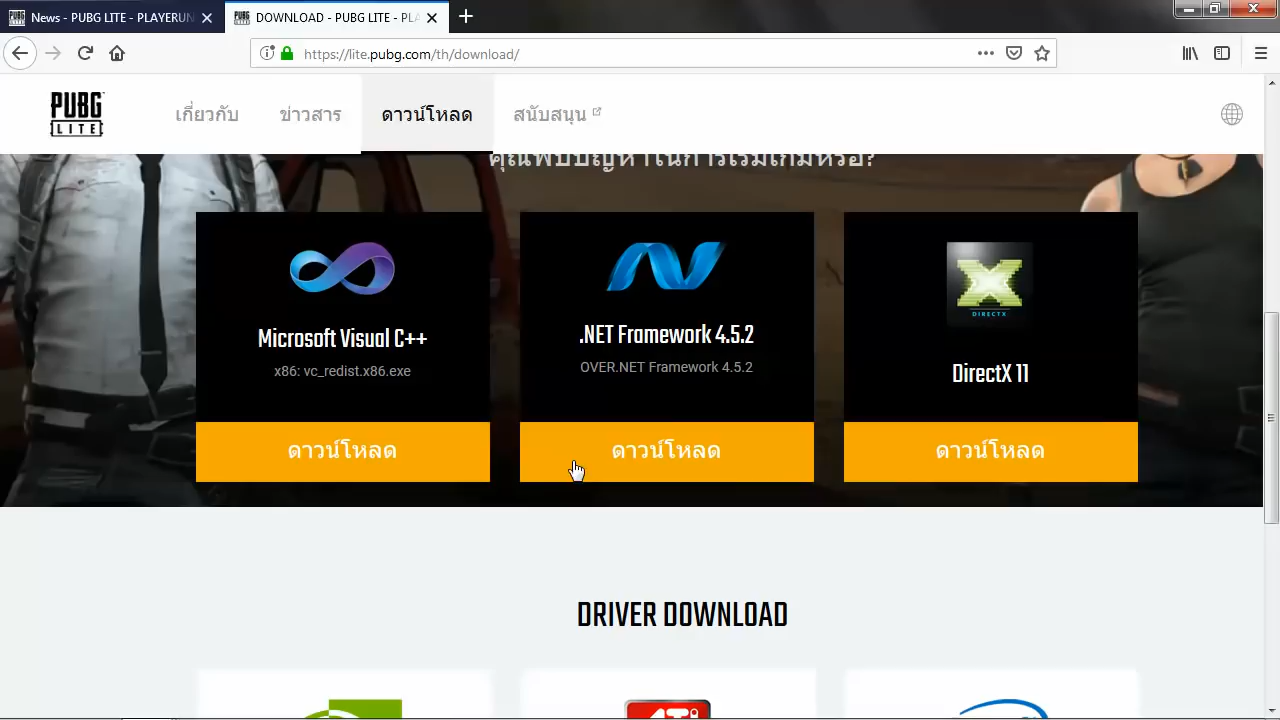 News - PUBG LITE - PLAYERUN
DOWNLOAD - PUBG LITE - PLA
https://lite.pubg.com/th/download/
PUBG
LITE
เกี่ยวกับ
ข่าวสาร
ดาวน์โหลด
สนับสนุน
คุณพบปัญหาในการเริ่มเกมหรือ?
Microsoft Visual C++
x86: vc_redist.x86.exe
ดาวน์โหลด
.NET Framework 4.5.2
OVER.NET Framework 4.5.2
ดาวน์โหลด
DIRECTX
DirectX 11
ดาวน์โหลด
DRIVER DOWNLOAD